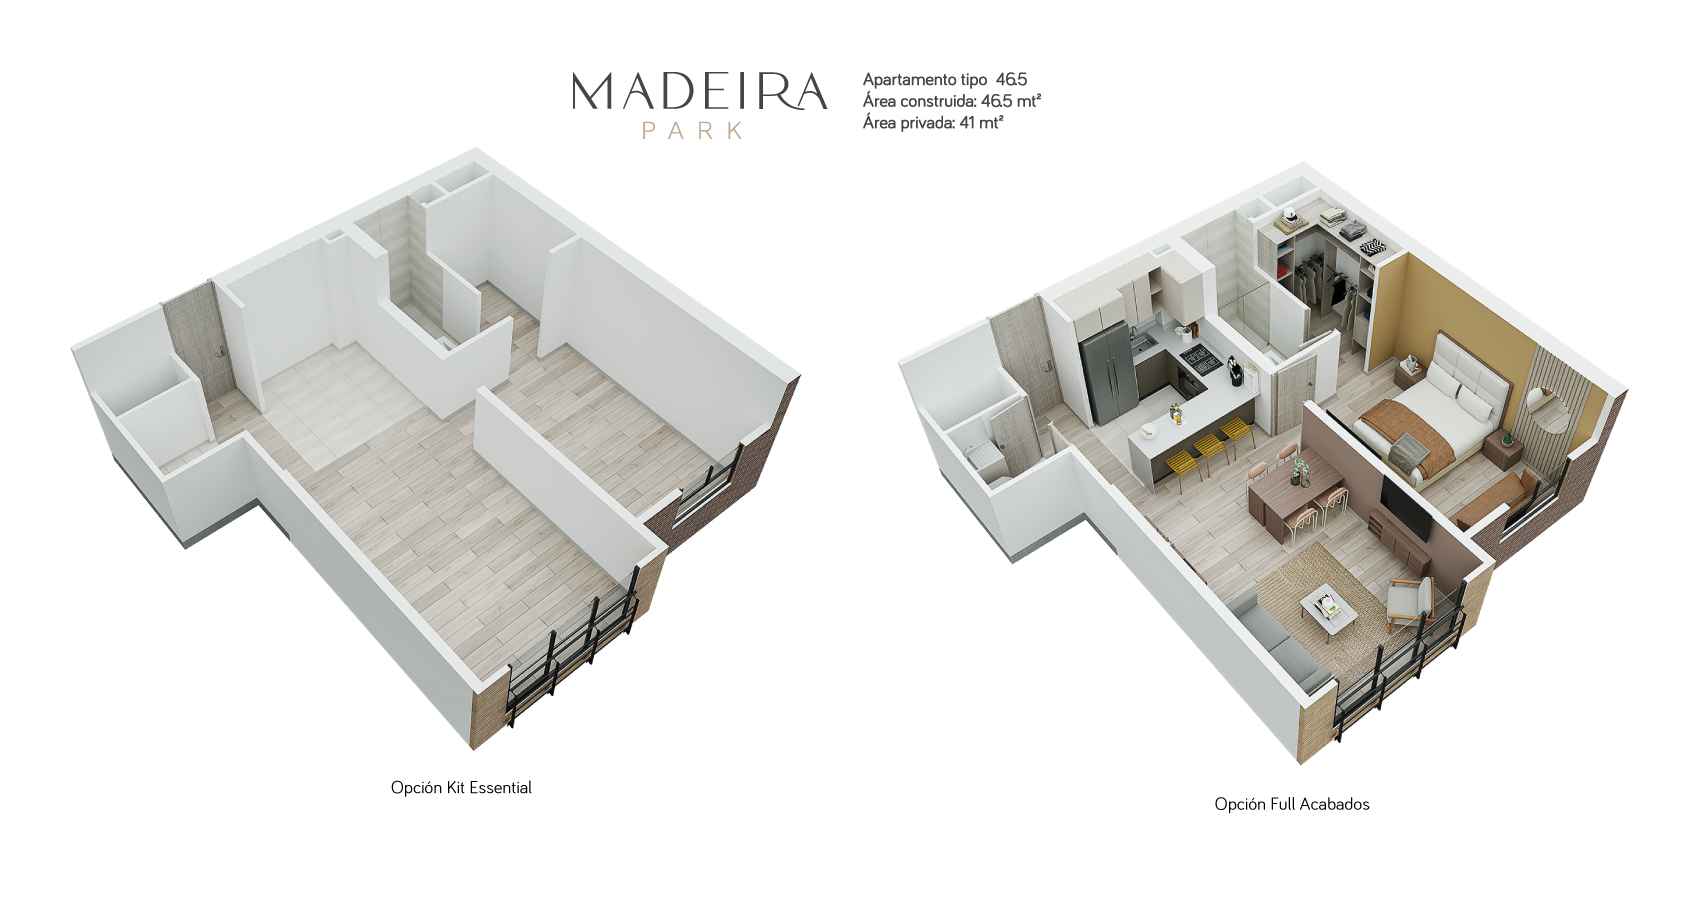 MADEIRA
PARK
Apartamento tipo 46.5
Área construida: 46.5 mt²
Área privada: 41 mt²
Opción Kit Essential
Opción Full Acabados